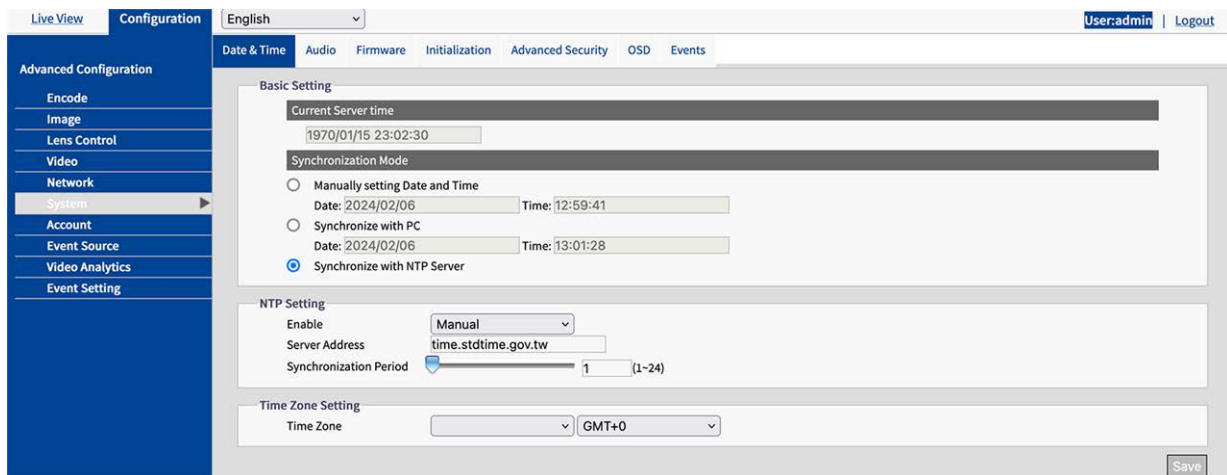 Live View Configuration English User:admin | Logout
Date & Time Audio Firmware Initialization Advanced Security OSD Events
Advanced Configuration
Encode
Image
Lens Control
Video
Network
System
Account
Event Source
Video Analytics
Event Setting
Basic Setting
Current Server time
1970/01/15 23:02:30
Synchronization Mode
Manually setting Date and Time
Date: 2024/02/06 Time: 12:59:41
Synchronize with PC
Date: 2024/02/06 Time: 13:01:28
Synchronize with NTP Server
NTP Setting
Enable Manual
Server Address time.stdtime.gov.tw
Synchronization Period 1 (1~24)
Time Zone Setting
Time Zone GMT+0
Save